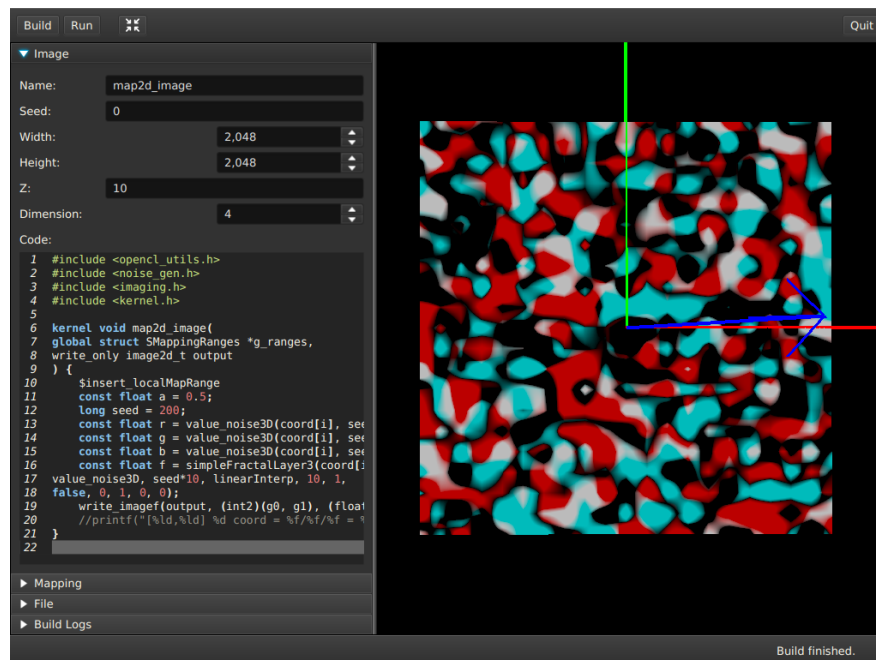 Build Run Quit
Image
Name: map2d_image
Seed: 0
Width: 2,048
Height: 2,048
Z: 10
Dimension: 4
Code:
1 #include <opencl_utils.h>
2 #include <noise_gen.h>
3 #include <imaging.h>
4 #include <kernel.h>
5
6 kernel void map2d_image(
7 global struct SMappingRanges *g_ranges,
8 write_only image2d_t output
9 ) {
10 $insert_localMapRange
11 const float a = 0.5;
12 long seed = 200;
13 const float r = value_noise3D(coord[i], see
14 const float g = value_noise3D(coord[i], see
15 const float b = value_noise3D(coord[i], see
16 const float f = simpleFractalLayer3(coord[i
17 value_noise3D, seed*10, linearInterp, 10, 1,
18 false, 0, 1, 0, 0);
19 write_imagef(output, (int2)(g0, g1), (float
20 //printf("[%ld,%ld] %d coord = %f/%f/%f = %
21 }
22
Mapping
File
Build Logs
Build finished.